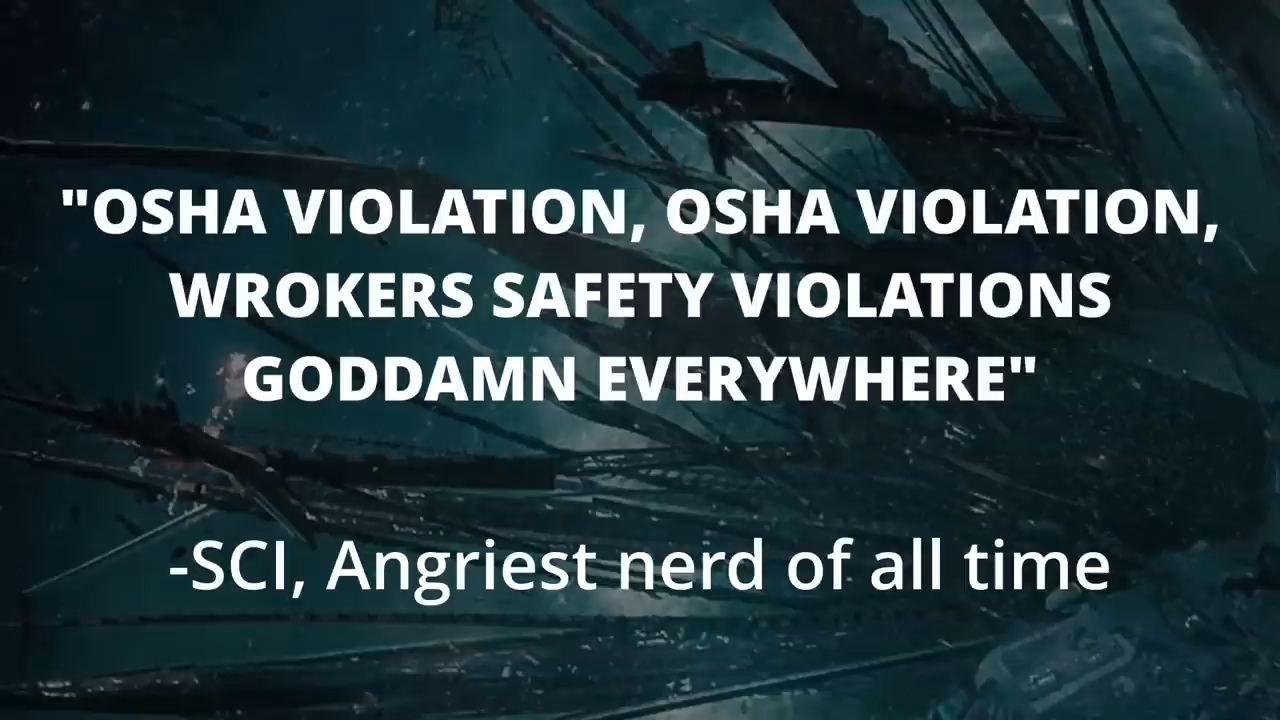 "OSHA VIOLATION, OSHA VIOLATION,
WROKERS SAFETY VIOLATIONS
GODDAMN EVERYWHERE"
-SCI, Angriest nerd of all time